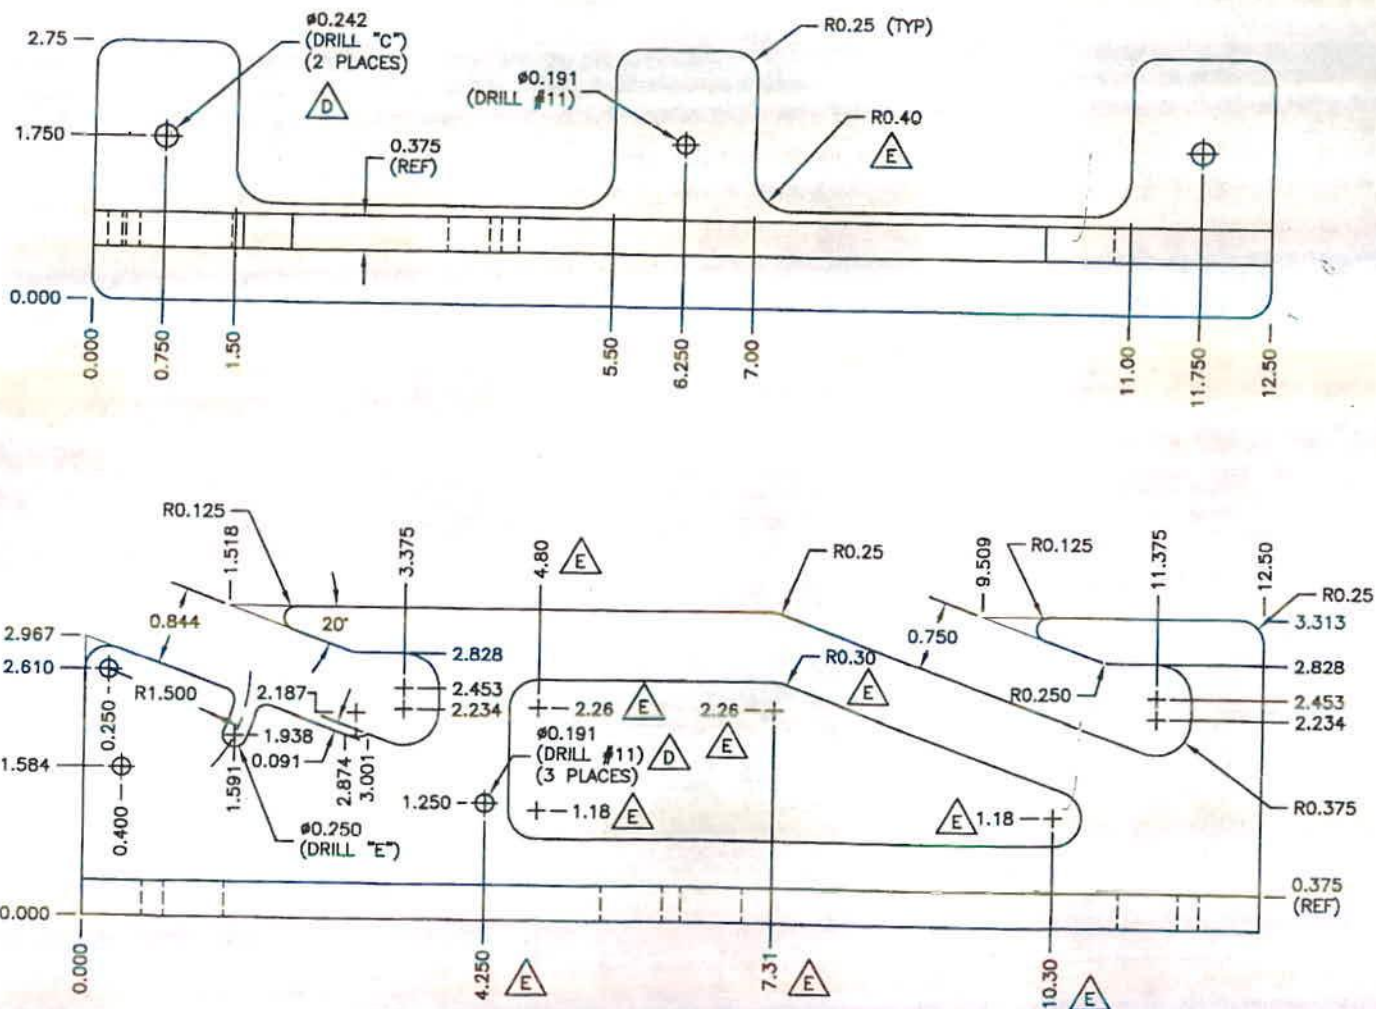 2.75
ø0.242
(DRILL "C")
(2 PLACES)
D
1.750
0.375
(REF)
ø0.191
(DRILL #11)
R0.25 (TYP)
R0.40
E
0.000
0.000
0.750
1.50
5.50
6.250
7.00
11.00
11.750
12.50
R0.125
1.518
3.375
4.80
E
R0.25
9.509
R0.125
11.375
12.50
R0.25
3.313
0.844
20°
2.967
2.610
2.828
0.750
R0.30
2.828
R1.500
2.187
2.453
2.234
E
R0.250
2.453
2.234
0.250
2.26
E
2.26
E
1.938
0.091
ø0.191
(DRILL #11)
(3 PLACES)
D
1.584
1.591
2.874
3.001
1.250
1.18
E
E
1.18
R0.375
0.400
ø0.250
(DRILL "E")
0.375
(REF)
0.000
0.000
4.250
E
7.31
E
10.30
E